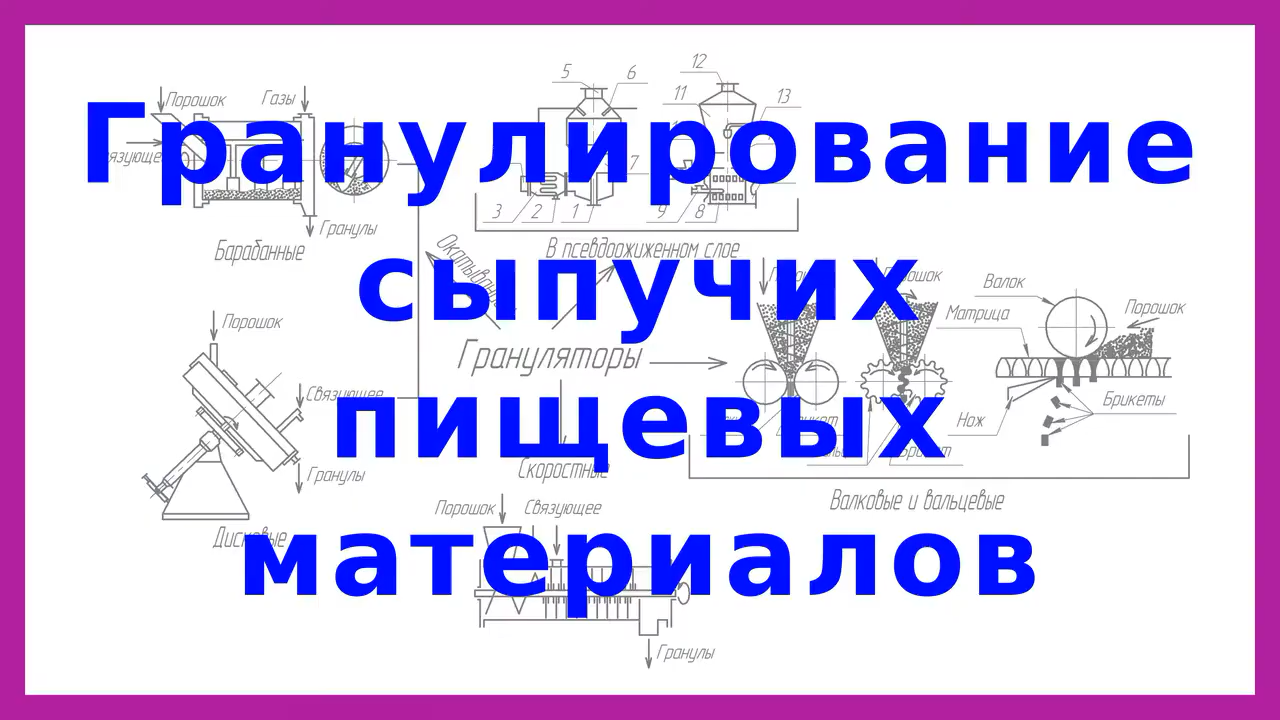 Гранулирование
сыпучих
пищевых
материалов
5
6
12
11
13
Порошок
Газы
7
3
2
1
9
8
Гранулы
Барабанные
В псевдоожиженном слое
Порошок
Валок
Матрица
Порошок
Порошок
Грануляторы
Связующее
Брикеты
Нож
Гранулы
Скоростные
Валковые и вальцевые
Порошок
Связующее
Дисковые
Гранулы